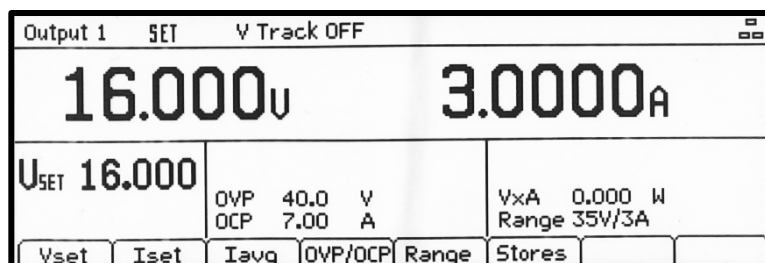 Output 1 SET V Track OFF
16.000V 3.0000A
VSET 16.000
OVP 40.0 V
OCP 7.00 A
VxA 0.000 W
Range 35V/3A
Vset Iset Iavg OVP/OCP Range Stores